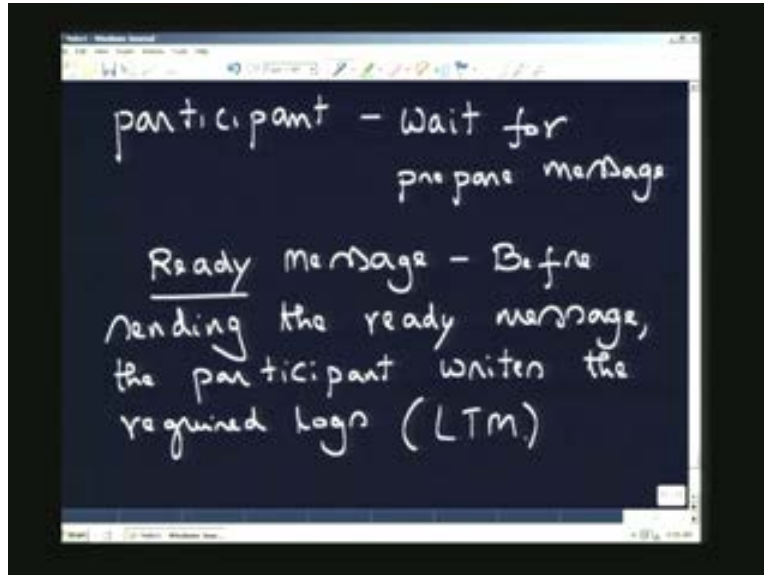 participant - Wait for
prepare message
Ready message - Before
sending the ready message,
the participant writes the
required logs (LTM)